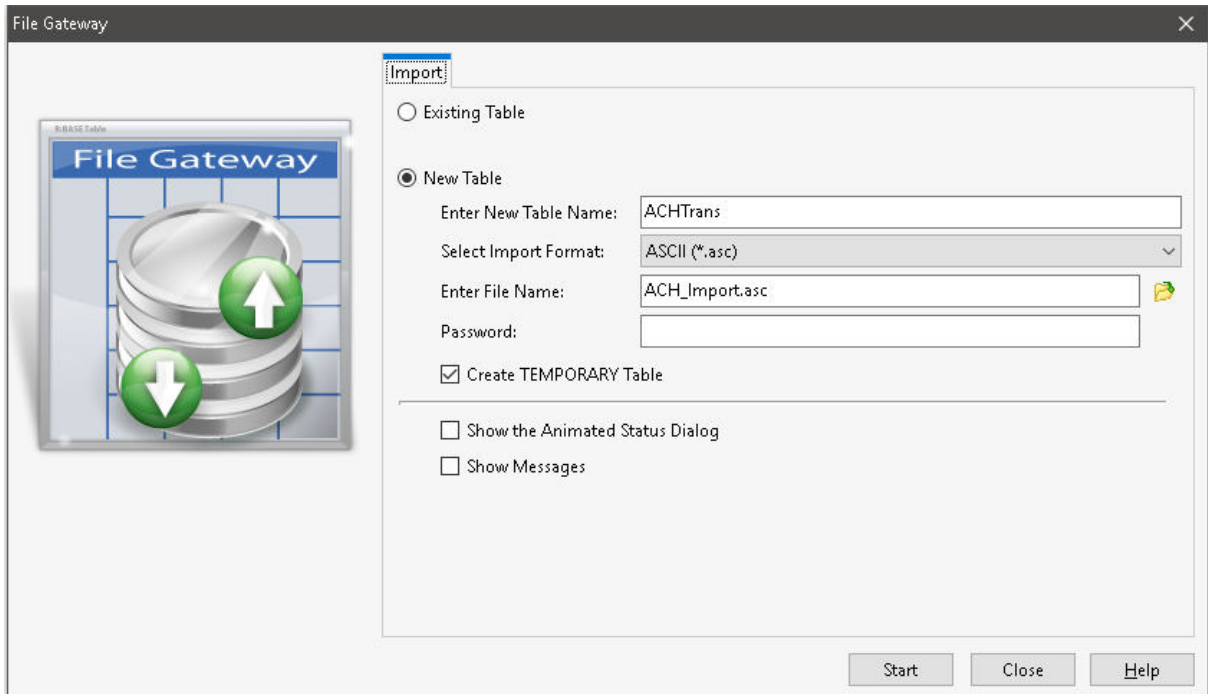 File Gateway
R:BASE Table
File Gateway
Import
Existing Table
New Table
Enter New Table Name: ACHTrans
Select Import Format: ASCII (*.asc)
Enter File Name: ACH_Import.asc
Password:
Create TEMPORARY Table
Show the Animated Status Dialog
Show Messages
Start Close Help